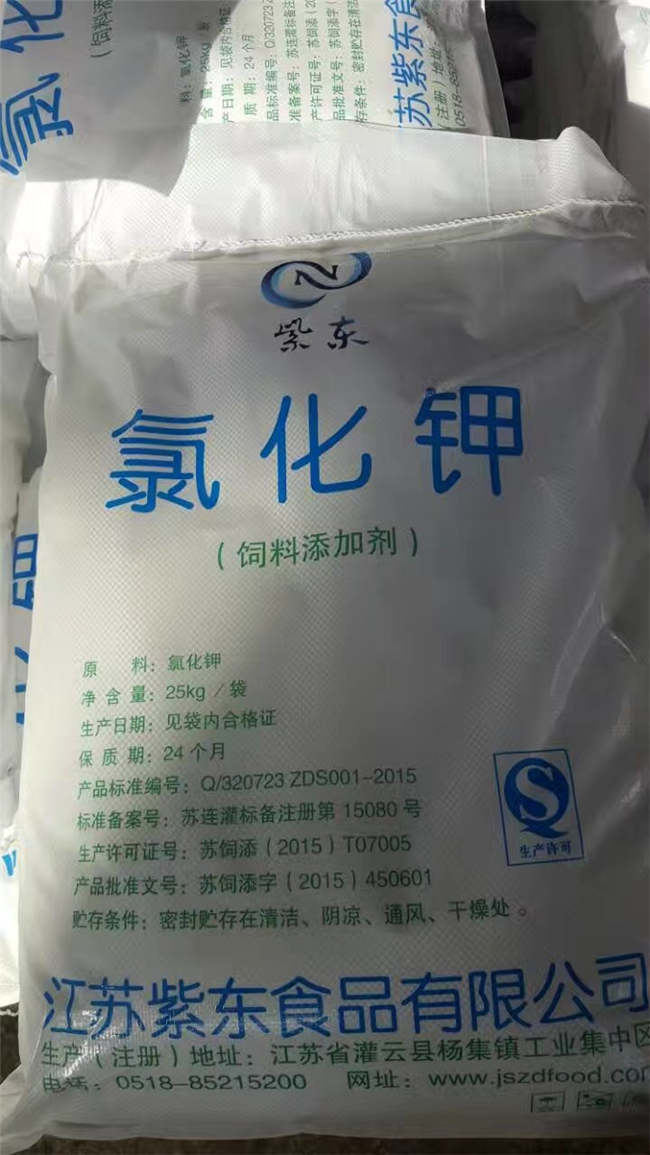 紫东
氯化钾
（饲料添加剂）
原 料：氯化钾
净 含 量：25kg／袋
生产日期：见袋内合格证
保 质 期：24个月
产品标准编号：Q/320723 ZDS001-2015
标准备案号：苏连灌标备注册第15080号
生产许可证号：苏饲添（2015）T07005
产品批准文号：苏饲添字（2015）450601
贮存条件：密封贮存在清洁、阴凉、通风、干燥处。
生产许可
江苏紫东食品有限公司
生产（注册）地址：江苏省灌云县杨集镇工业集中区
电话：0518-85215200 网址：www.jszdfood.com